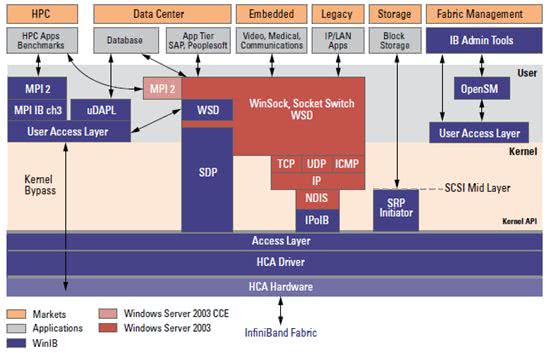 HPC
Data Center
Embedded
Legacy
Storage
Fabric Management
HPC Apps
Benchmarks
Database
App Tier
SAP, Peoplesoft
Video, Medical,
Communications
IP/LAN
Apps
Block
Storage
IB Admin Tools
User
MPI 2
MPI 2
WinSock, Socket Switch
WSD
OpenSM
MPI IB ch3
uDAPL
WSD
User Access Layer
User Access Layer
Kernel
Kernel
Bypass
SDP
TCP
UDP
ICMP
IP
NDIS
IPoIB
SCSI Mid Layer
SRP
Initiator
Kernel API
Access Layer
HCA Driver
HCA Hardware
Markets
Applications
WinIB
Windows Server 2003 CCE
Windows Server 2003
InfiniBand Fabric